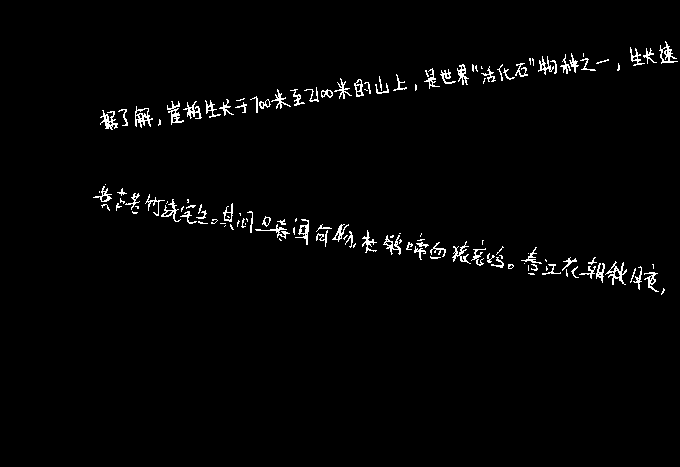 据了解，崖柏生长于700米至2100米的山上，是世界“活化石”物种之一，生长速
黄芦苦竹绕宅生。其间旦暮闻何物，杜鹃啼血猿哀鸣。春江花朝秋月夜，